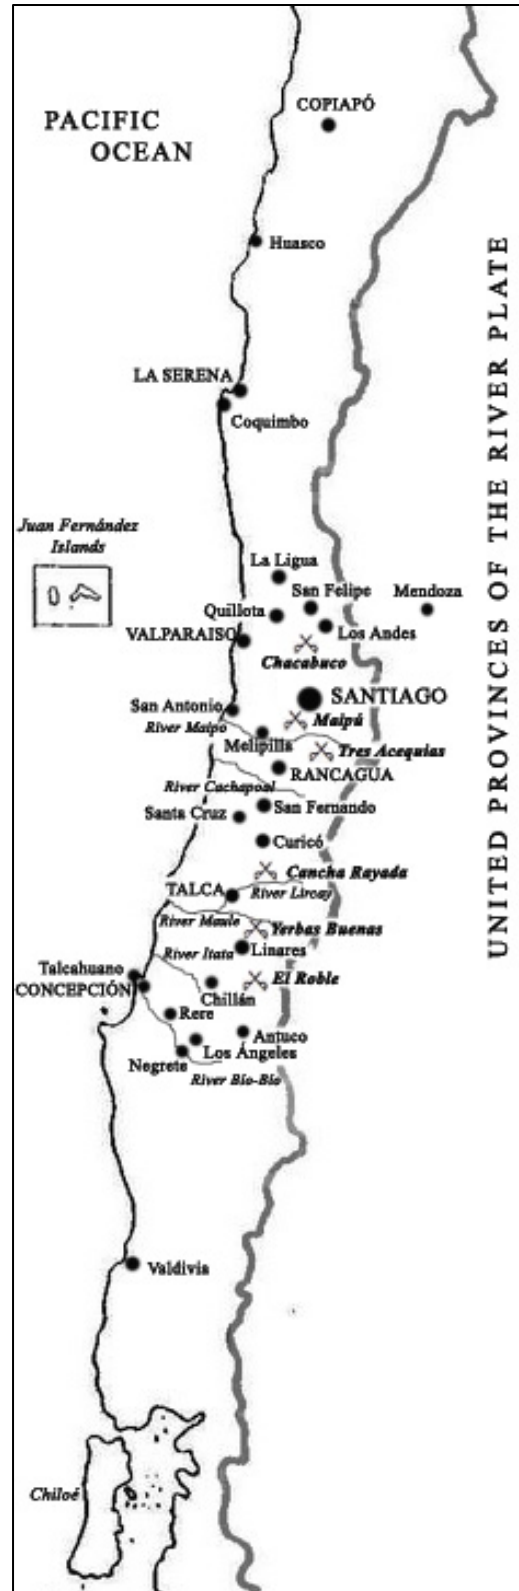 COPIAPÓ
PACIFIC
OCEAN
Huasco
UNITED PROVINCES OF THE RIVER PLATE
LA SERENA
Coquimbo
Juan Fernández
Islands
La Ligua
San Felipe
Mendoza
Quillota
Los Andes
VALPARAISO
Chacabuco
SANTIAGO
San Antonio
Maipú
River Maipo
Melipilla
Tres Acequias
RANCAGUA
River Cachapoal
San Fernando
Santa Cruz
Curicó
Cancha Rayada
TALCA
River Lircay
River Maule
Yerbas Buenas
River Itata
Linares
Talcahuano
El Roble
CONCEPCIÓN
Chillán
Rere
Antuco
Los Ángeles
Negrete
River Bío-Bío
Valdivia
Chiloé